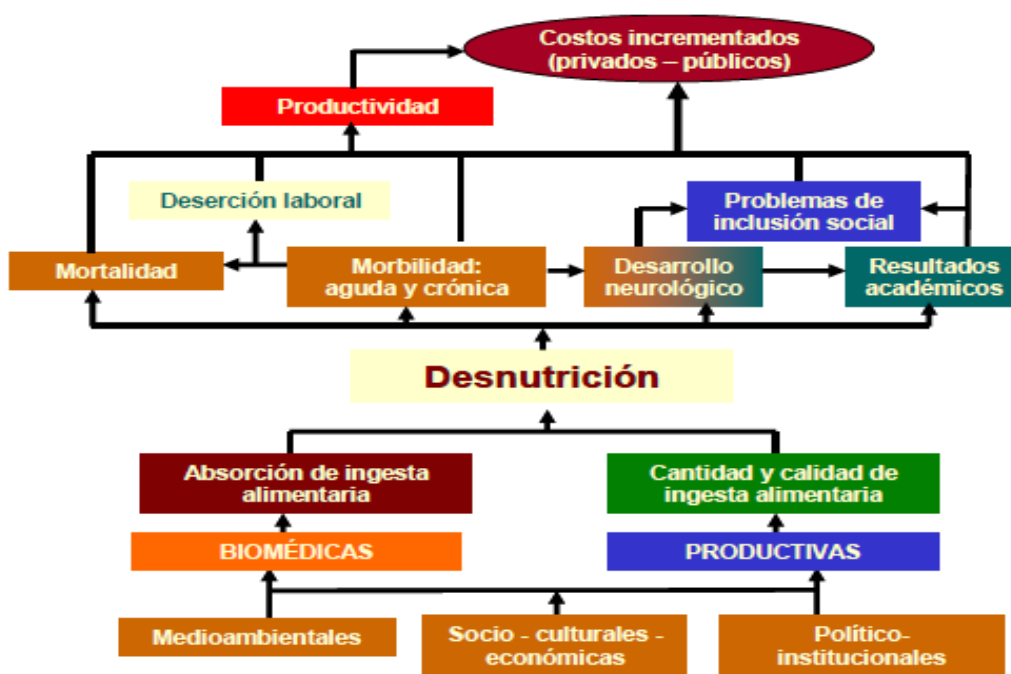 Costos incrementados
(privados – públicos)
Productividad
Deserción laboral
Problemas de
inclusión social
Mortalidad
Morbilidad:
aguda y crónica
Desarrollo
neurológico
Resultados
académicos
Desnutrición
Absorción de ingesta
alimentaria
Cantidad y calidad de
ingesta alimentaria
BIOMÉDICAS
PRODUCTIVAS
Medioambientales
Socio - culturales -
económicas
Político-
institucionales